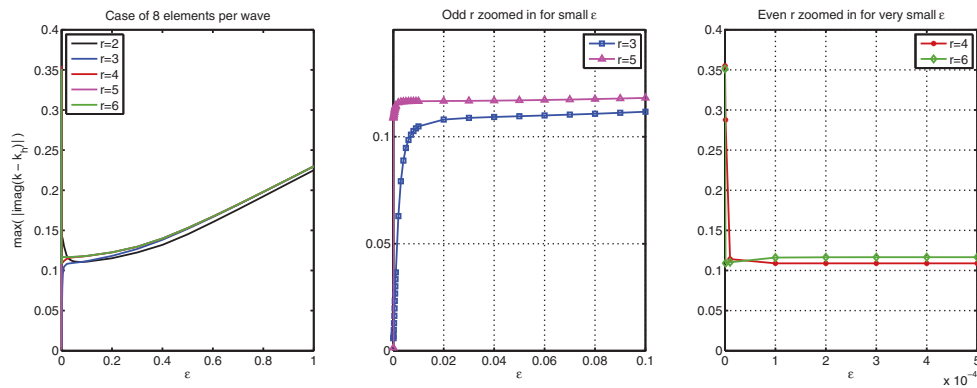 Case of 8 elements per wave
max( |imag(k − k_h)| )
0.4
0.35
0.3
0.25
0.2
0.15
0.1
0.05
0
r=2
r=3
r=4
r=5
r=6
0 0.2 0.4 0.6 0.8 1
ε
Odd r zoomed in for small ε
0.1
0.05
0
r=3
r=5
0 0.02 0.04 0.06 0.08 0.1
ε
Even r zoomed in for very small ε
0.4
0.35
0.3
0.25
0.2
0.15
0.1
0.05
0
r=4
r=6
0 1 2 3 4 5
ε
x 10⁻⁴